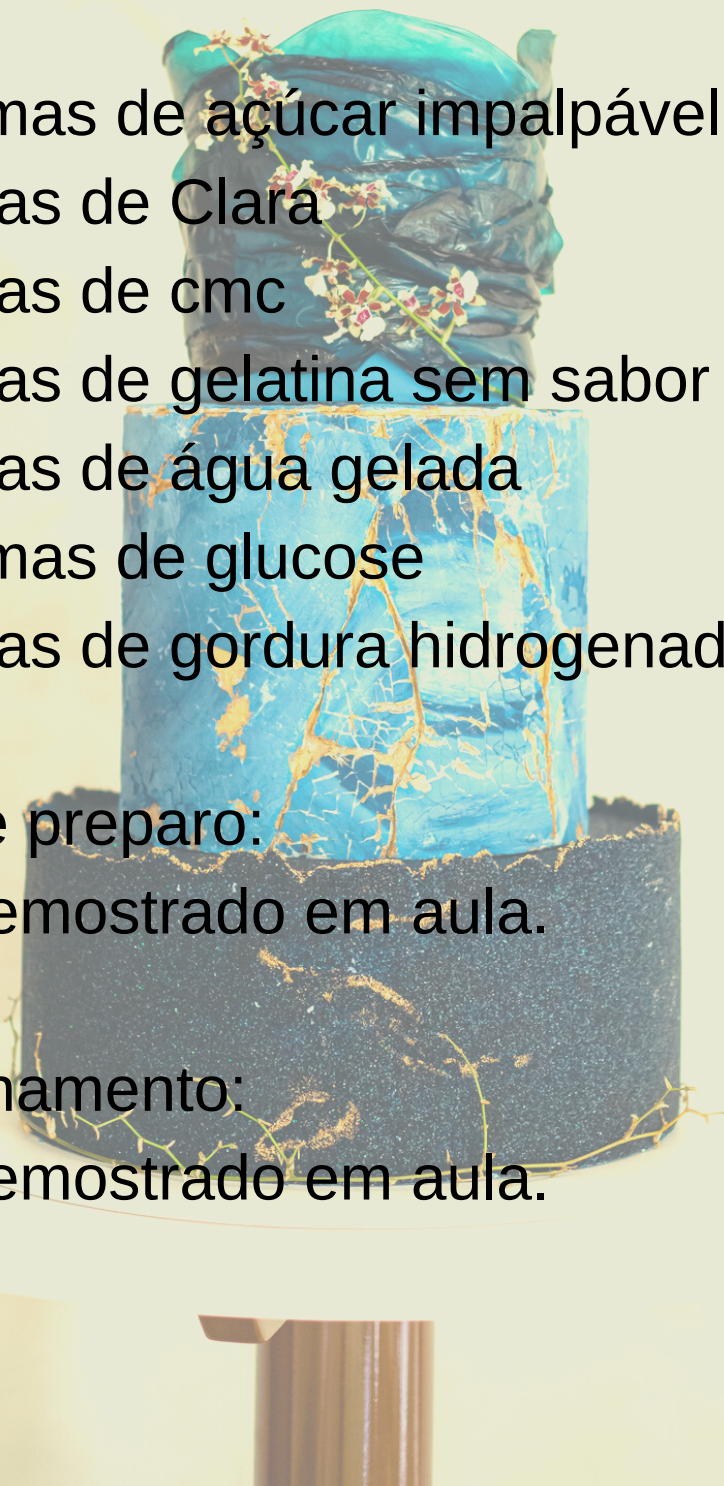 mas de açúcar impalpável
as de Clara
as de cmc
as de gelatina sem sabor
as de água gelada
mas de glucose
as de gordura hidrogenad
e preparo:
emostrado em aula.
namento:
emostrado em aula.